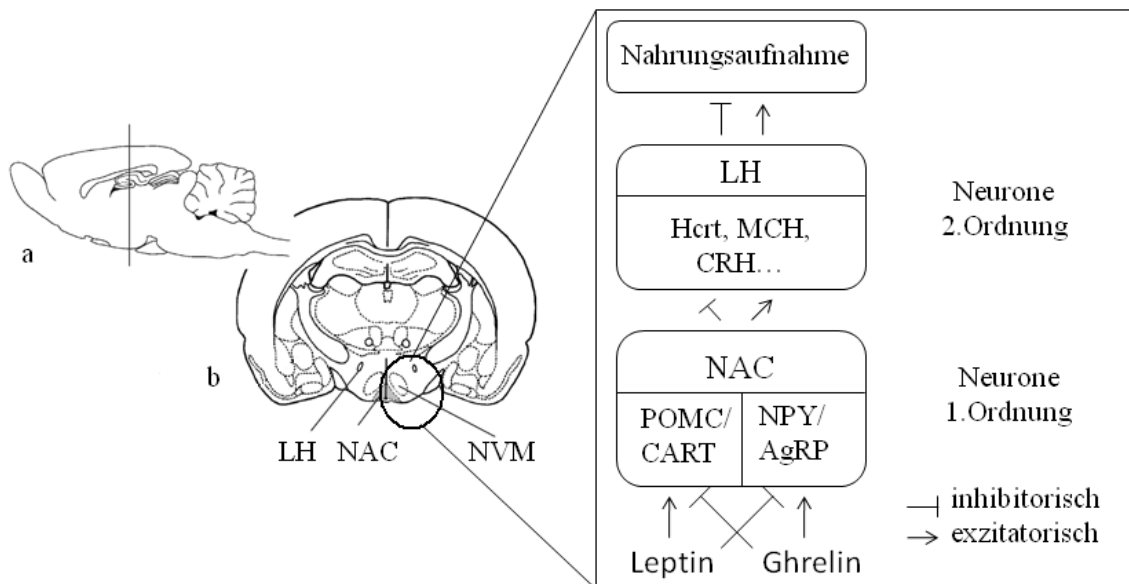 a
b
LH NAC NVM
Nahrungsaufnahme
LH
Hcrt, MCH,
CRH...
Neurone
2.Ordnung
NAC
POMC/
CART
NPY/
AgRP
Neurone
1.Ordnung
Leptin Ghrelin
inhibitorisch
exzitatorisch